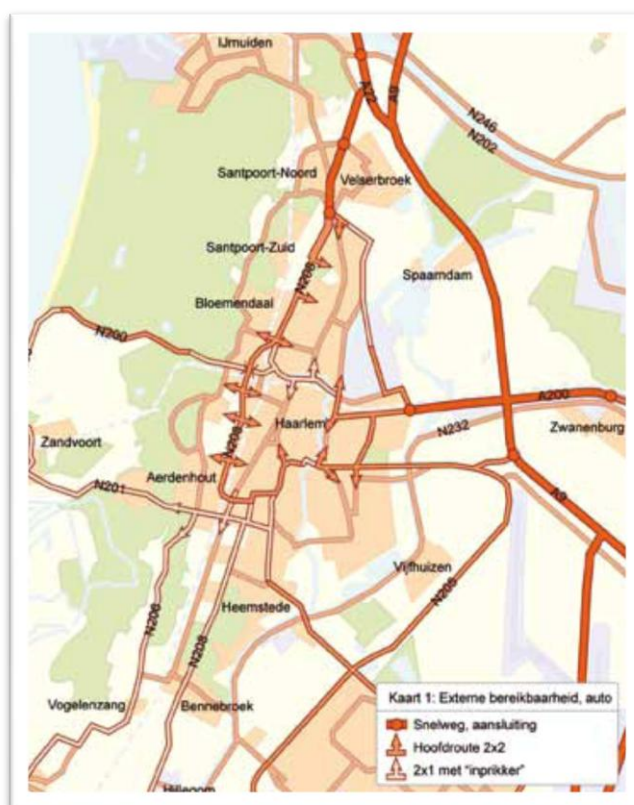 IJmuiden
A22
A9
N246
N202
Santpoort-Noord
Velserbroek
Santpoort-Zuid
N208
Spaarndam
Bloemendaal
N200
A200
Haarlem
N232
Zwanenburg
Zandvoort
N208
Aerdenhout
N201
A9
Vijfhuizen
N205
N206
Heemstede
N208
Vogelenzang
Bennebroek
Kaart 1: Externe bereikbaarheid, auto
Snelweg, aansluiting
Hoofdroute 2x2
2x1 met "inprikker"
Hillegom